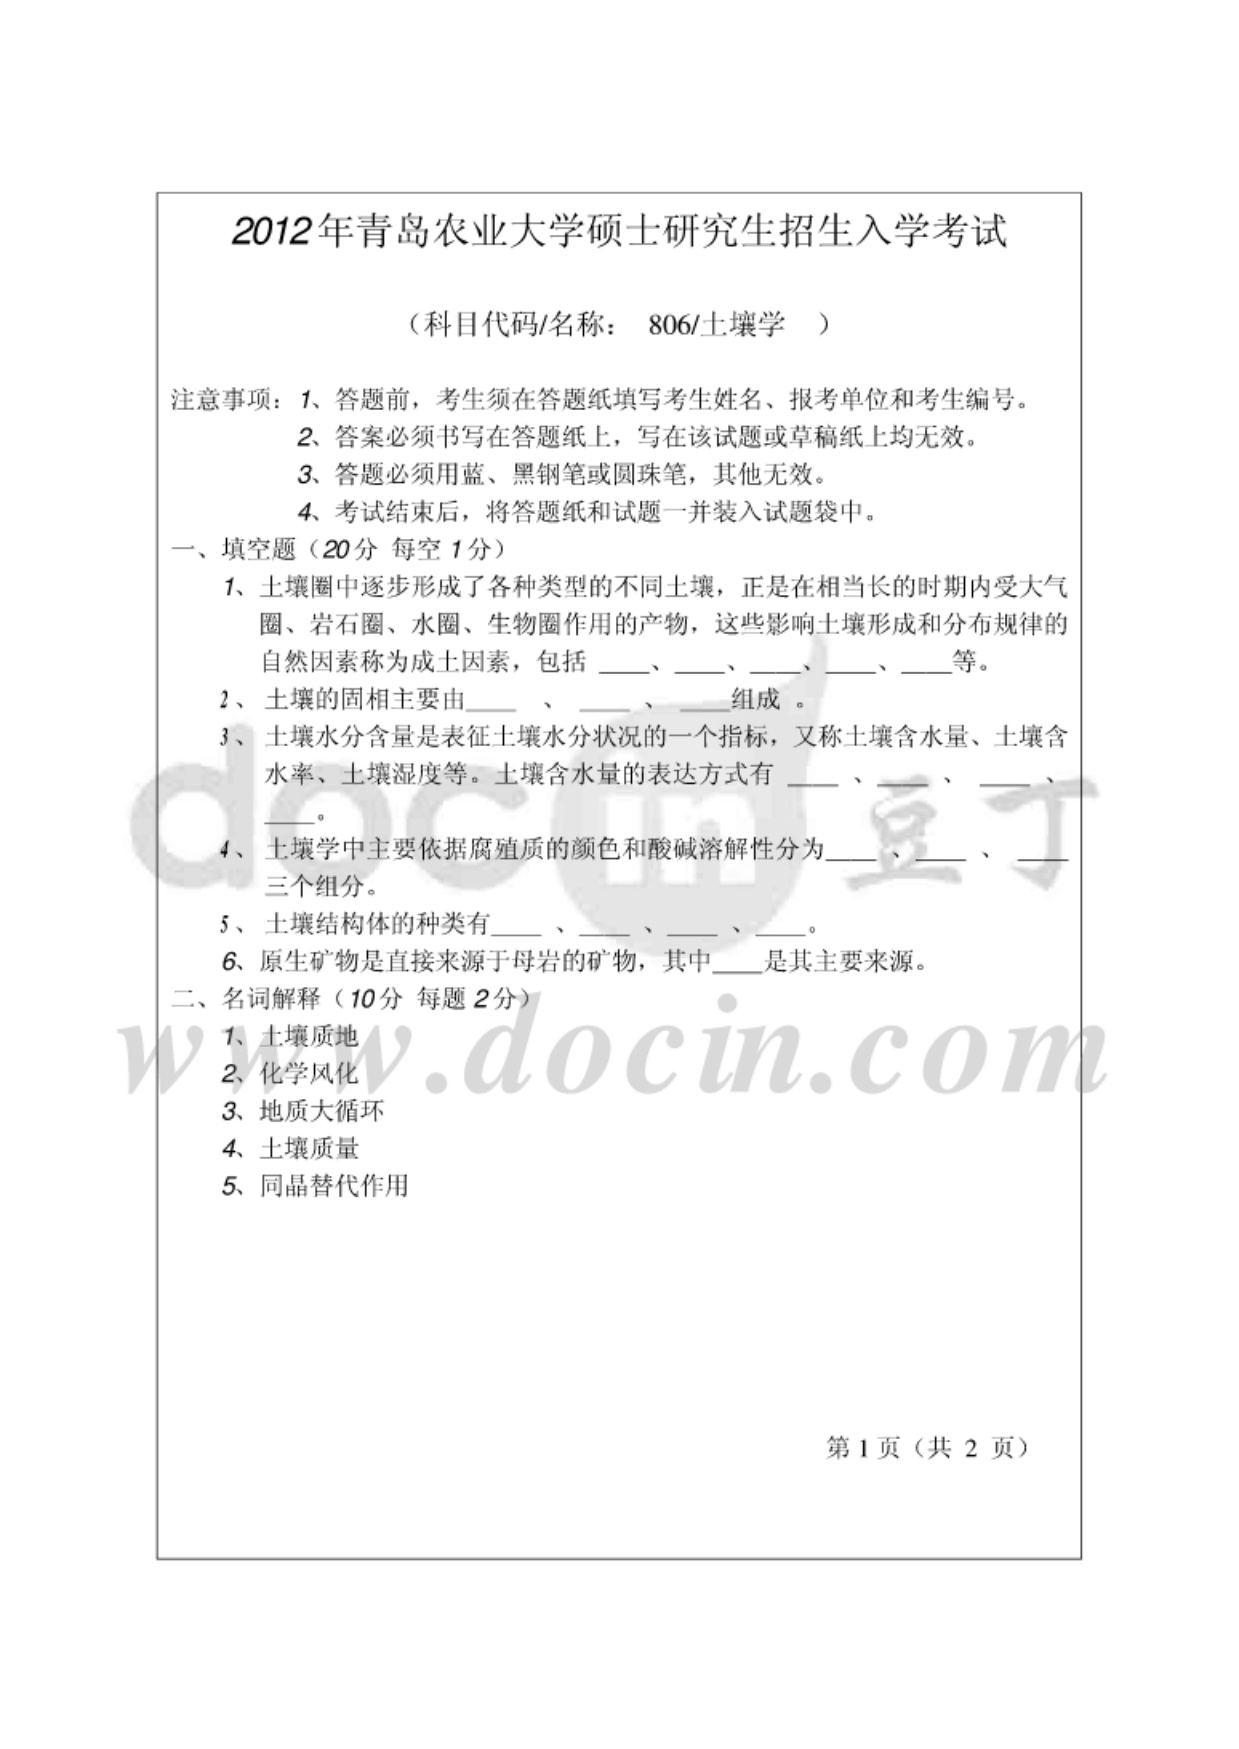 2012年青岛农业大学硕士研究生招生入学考试
（科目代码/名称： 806/土壤学 ）
注意事项：1、答题前，考生须在答题纸填写考生姓名、报考单位和考生编号。
2、答案必须书写在答题纸上，写在该试题或草稿纸上均无效。
3、答题必须用蓝、黑钢笔或圆珠笔，其他无效。
4、考试结束后，将答题纸和试题一并装入试题袋中。
一、填空题（20分 每空 1分）
1、土壤圈中逐步形成了各种类型的不同土壤，正是在相当长的时期内受大气
圈、岩石圈、水圈、生物圈作用的产物，这些影响土壤形成和分布规律的
自然因素称为成土因素，包括 ____、____、____、____、____等。
2、 土壤的固相主要由____ 、 ____ 、 ____组成 。
3、 土壤水分含量是表征土壤水分状况的一个指标，又称土壤含水量、土壤含
水率、土壤湿度等。土壤含水量的表达方式有 ____ 、____ 、 ____ 、
____。
4、 土壤学中主要依据腐殖质的颜色和酸碱溶解性分为____ 、____ 、 ____
三个组分。
5、 土壤结构体的种类有____ 、____ 、____ 、____。
6、原生矿物是直接来源于母岩的矿物，其中____是其主要来源。
二、名词解释（10分 每题 2分）
1、土壤质地
2、化学风化
3、地质大循环
4、土壤质量
5、同晶替代作用
第 1 页（共 2 页）
docin 豆丁
www.docin.com